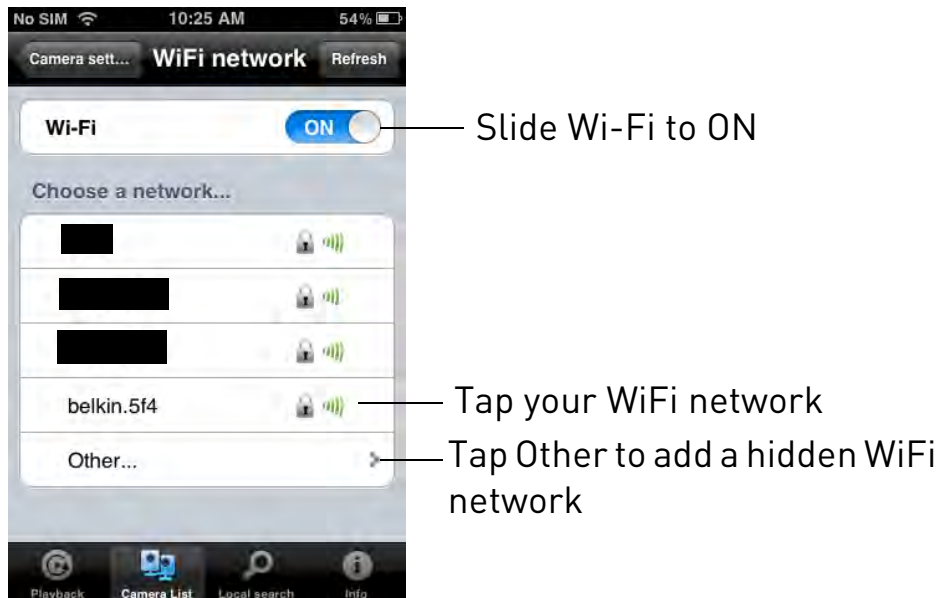 No SIM 10:25 AM 54%
Camera sett... WiFi network Refresh
Wi-Fi ON Slide Wi-Fi to ON
Choose a network...
belkin.5f4 Tap your WiFi network
Other... Tap Other to add a hidden WiFi
network
Playback Camera List Local search Info